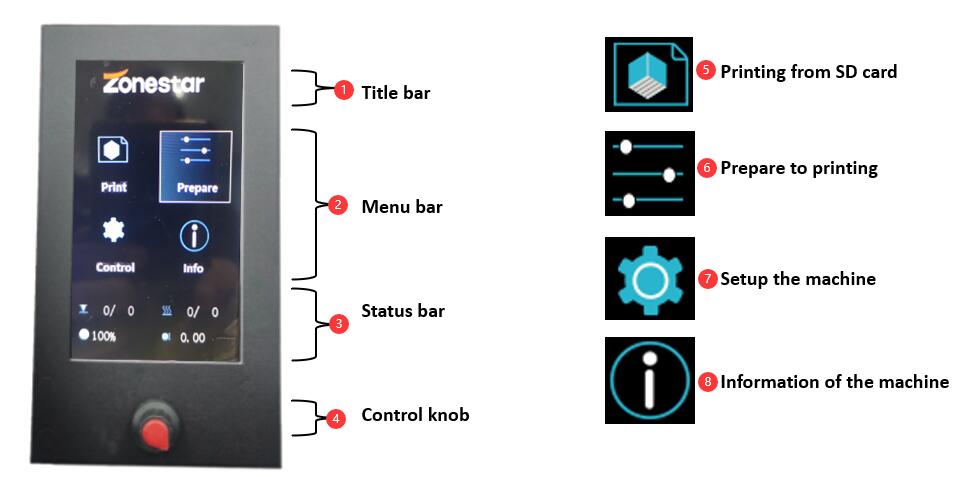 Zonestar
Print
Prepare
Control
Info
0/ 0
0/ 0
100%
0.00
1 Title bar
2 Menu bar
3 Status bar
4 Control knob
5 Printing from SD card
6 Prepare to printing
7 Setup the machine
8 Information of the machine